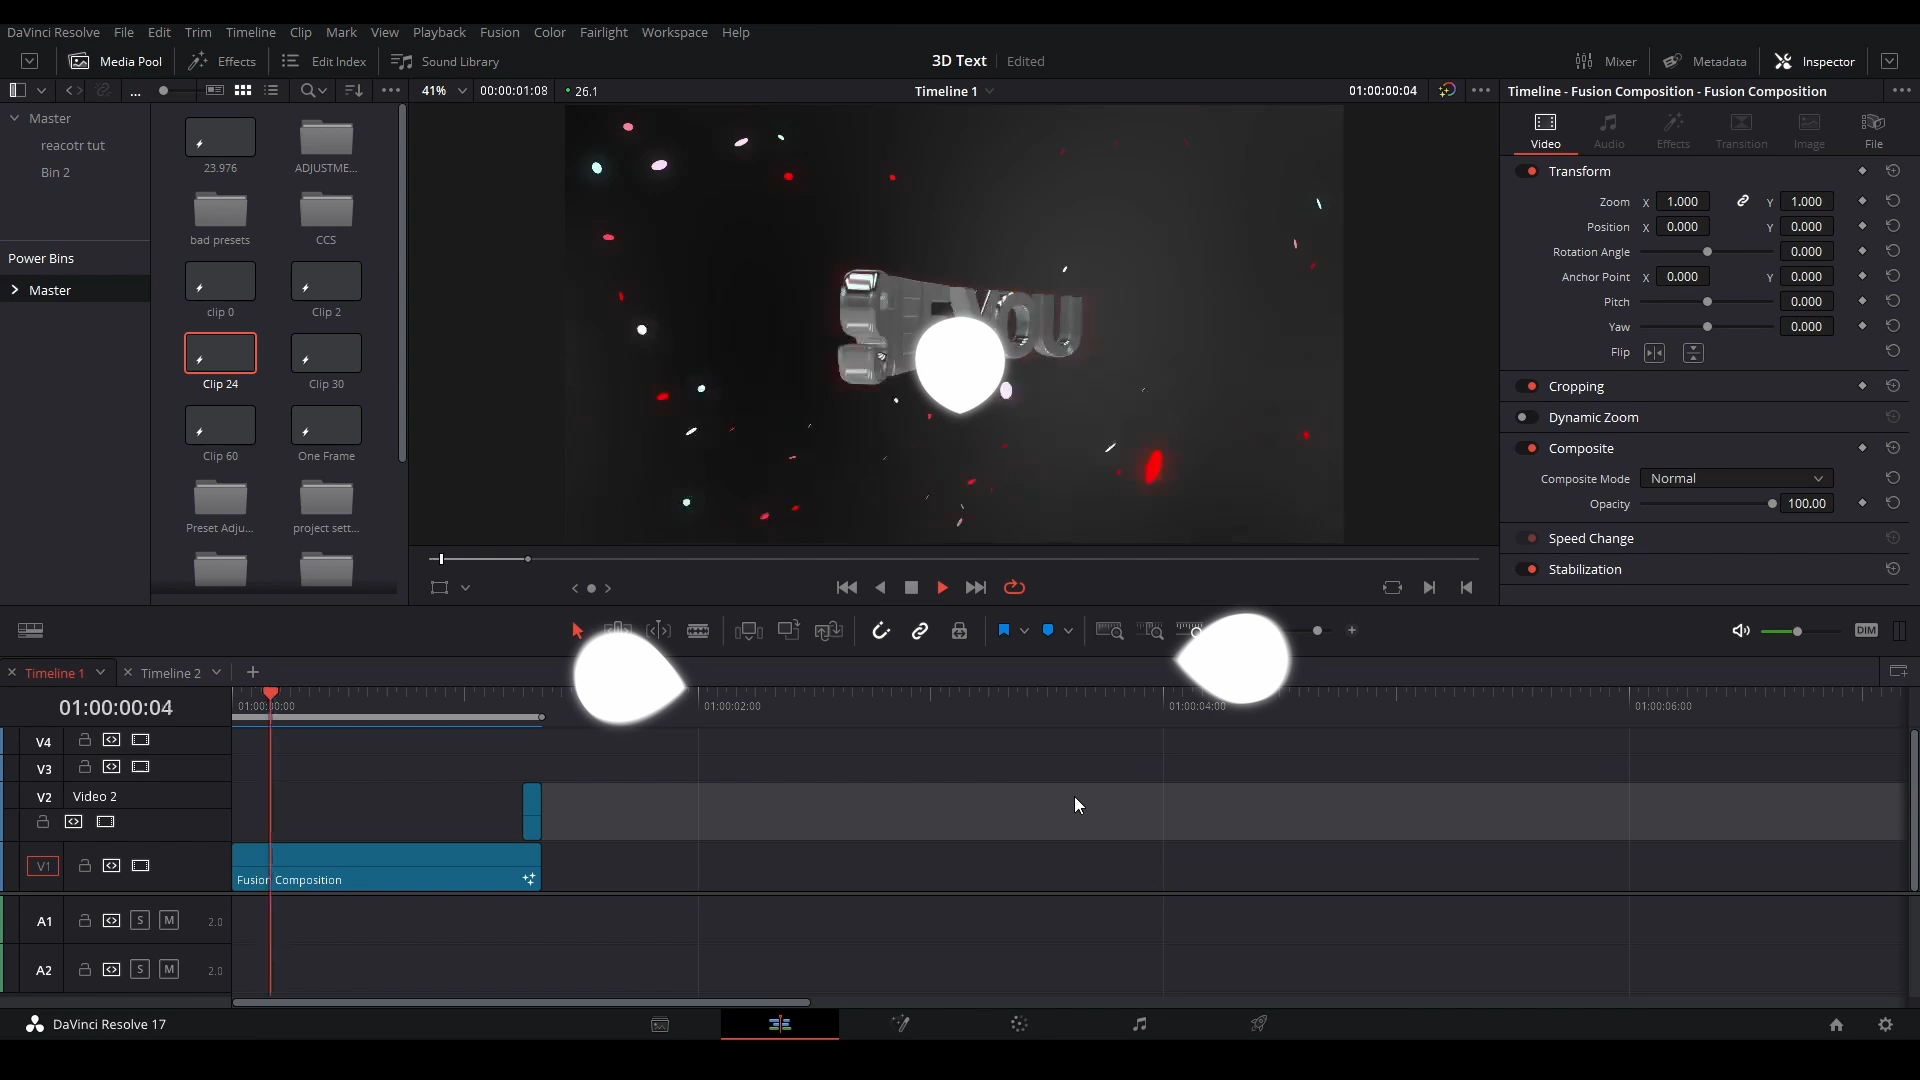 DaVinci Resolve File Edit Trim Timeline Clip Mark View Playback Fusion Color Fairlight Workspace Help
Media Pool Effects Edit Index Sound Library 3D Text Edited Mixer Metadata Inspector
... 41% 00:00:01:08 26.1 Timeline 1 01:00:00:04 Timeline - Fusion Composition - Fusion Composition
Master
reacotr tut
Bin 2
Power Bins
Master
23.976 ADJUSTME...
bad presets CCS
clip 0 Clip 2
Clip 24 Clip 30
Clip 60 One Frame
Preset Adju... project sett...
YOU
Video Audio Effects Transition Image File
Transform
Zoom X 1.000 Y 1.000
Position X 0.000 Y 0.000
Rotation Angle 0.000
Anchor Point X 0.000 Y 0.000
Pitch 0.000
Yaw 0.000
Flip
Cropping
Dynamic Zoom
Composite
Composite Mode Normal
Opacity 100.00
Speed Change
Stabilization
DIM
Timeline 1 Timeline 2
01:00:00:04 01:00:02:00 01:00:04:00 01:00:06:00
V4
V3
V2 Video 2
V1 Fusion Composition
A1 S M 2.0
A2 S M 2.0
DaVinci Resolve 17